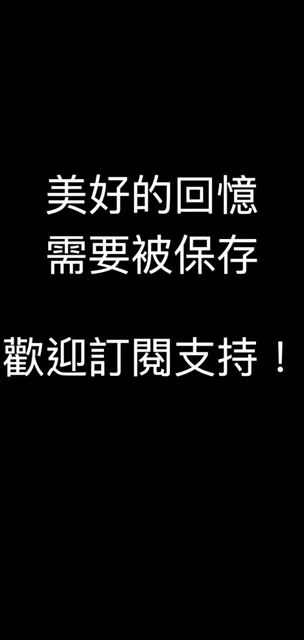 美好的回憶
需要被保存
歡迎訂閱支持！